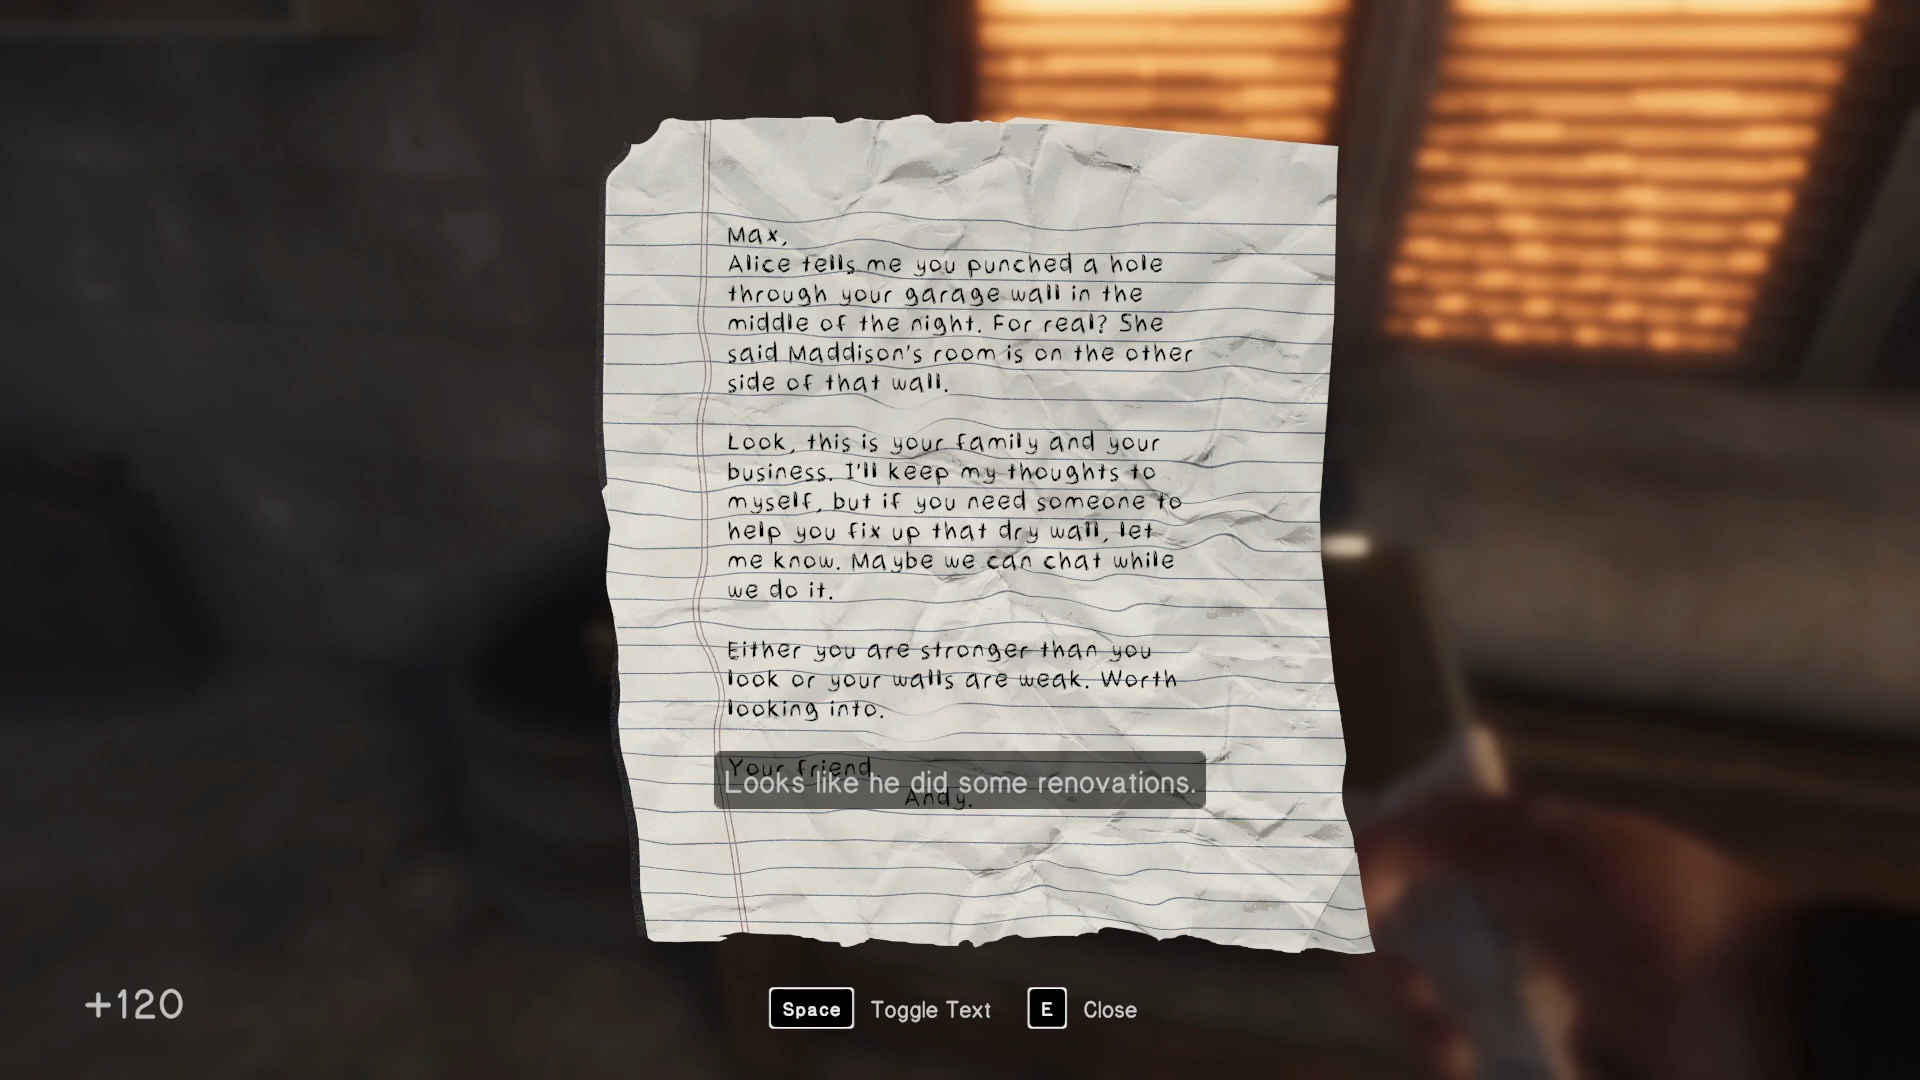 Max,
Alice tells me you punched a hole
through your garage wall in the
middle of the night. For real? She
said Maddison's room is on the other
side of that wall.
Look, this is your family and your
business. I'll keep my thoughts to
myself, but if you need someone to
help you fix up that dry wall, let
me know. Maybe we can chat while
we do it.
Either you are stronger than you
look or your walls are weak. Worth
looking into.
Your friend,
Looks like he did some renovations.
Andy.
+120
Space Toggle Text E Close